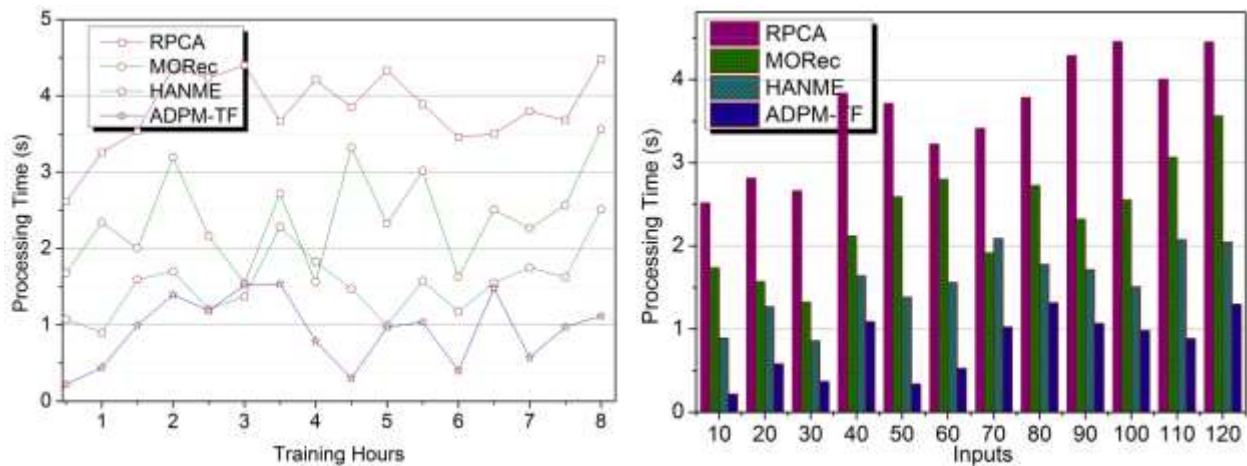 5
4
3
2
1
0
Processing Time (s)
RPCA
MORec
HANME
ADPM-TF
1 2 3 4 5 6 7 8
Training Hours
4
3
2
1
0
Processing Time (s)
RPCA
MORec
HANME
ADPM-TF
10 20 30 40 50 60 70 80 90 100 110 120
Inputs